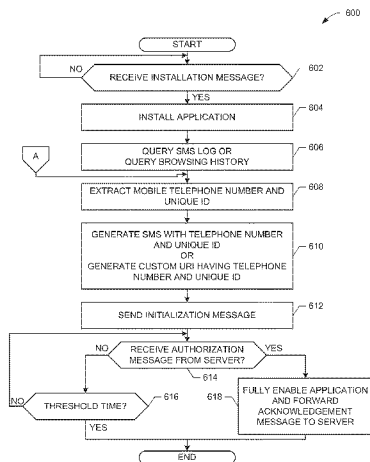 600
START
NO
RECEIVE INSTALLATION MESSAGE?
602
YES
INSTALL APPLICATION
604
QUERY SMS LOG OR
QUERY BROWSING HISTORY
606
A
EXTRACT MOBILE TELEPHONE NUMBER AND
UNIQUE ID
608
GENERATE SMS WITH TELEPHONE NUMBER
AND UNIQUE ID
OR
GENERATE CUSTOM URI HAVING TELEPHONE
NUMBER AND UNIQUE ID
610
SEND INITIALIZATION MESSAGE
612
NO
RECEIVE AUTHORIZATION
MESSAGE FROM SERVER?
YES
614
NO
THRESHOLD TIME?
616
YES
618
FULLY ENABLE APPLICATION
AND FORWARD
ACKNOWLEDGEMENT
MESSAGE TO SERVER
END